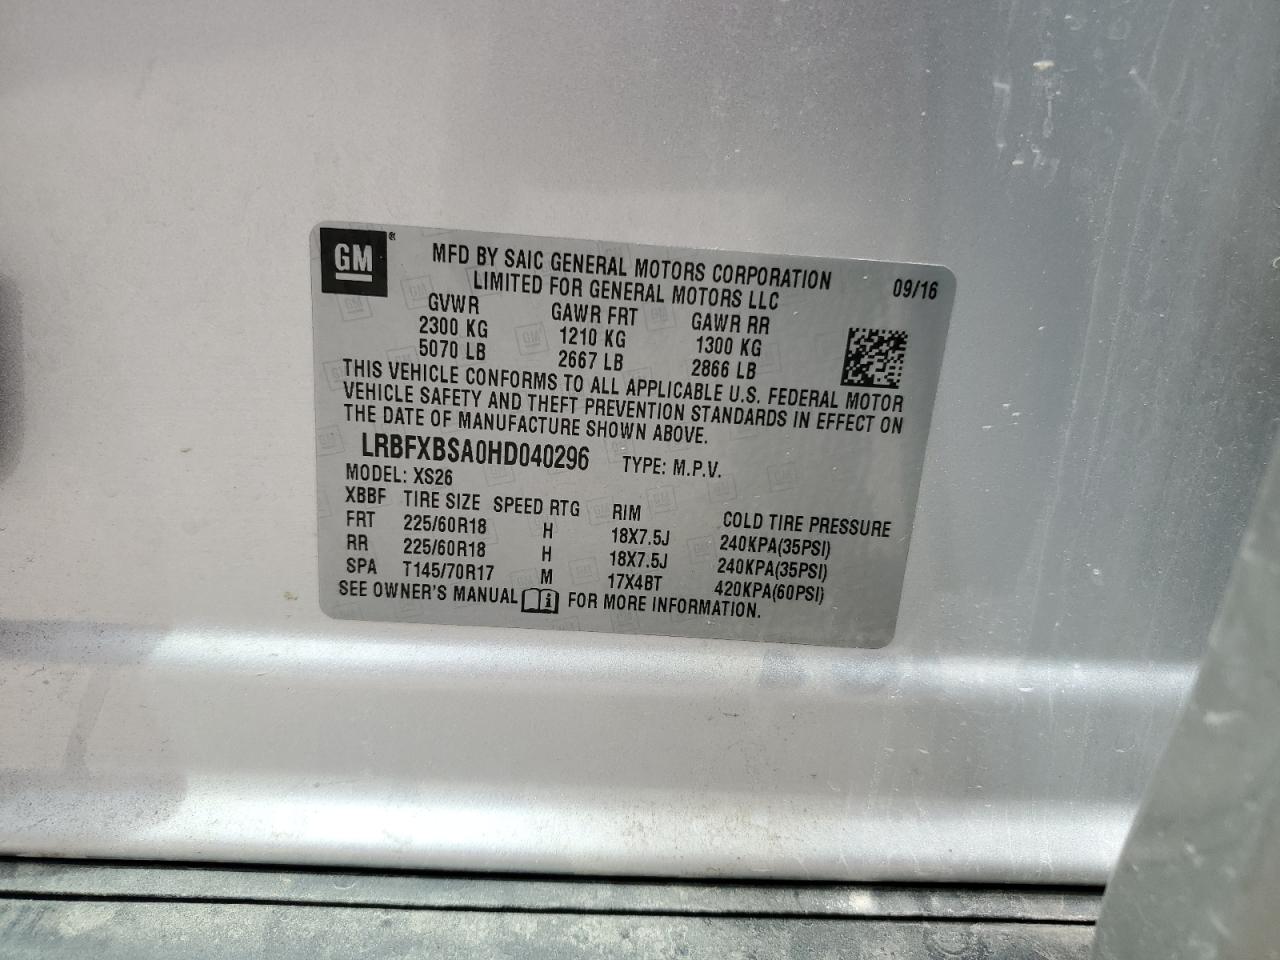 GM®
MFD BY SAIC GENERAL MOTORS CORPORATION 09/16
LIMITED FOR GENERAL MOTORS LLC
GVWR GAWR FRT GAWR RR
2300 KG 1210 KG 1300 KG
5070 LB 2667 LB 2866 LB
THIS VEHICLE CONFORMS TO ALL APPLICABLE U.S. FEDERAL MOTOR
VEHICLE SAFETY AND THEFT PREVENTION STANDARDS IN EFFECT ON
THE DATE OF MANUFACTURE SHOWN ABOVE.
LRBFXBSA0HD040296 TYPE: M.P.V.
MODEL: XS26
XBBF TIRE SIZE SPEED RTG RIM COLD TIRE PRESSURE
FRT 225/60R18 H 18X7.5J 240KPA(35PSI)
RR 225/60R18 H 18X7.5J 240KPA(35PSI)
SPA T145/70R17 M 17X4BT 420KPA(60PSI)
SEE OWNER'S MANUAL FOR MORE INFORMATION.